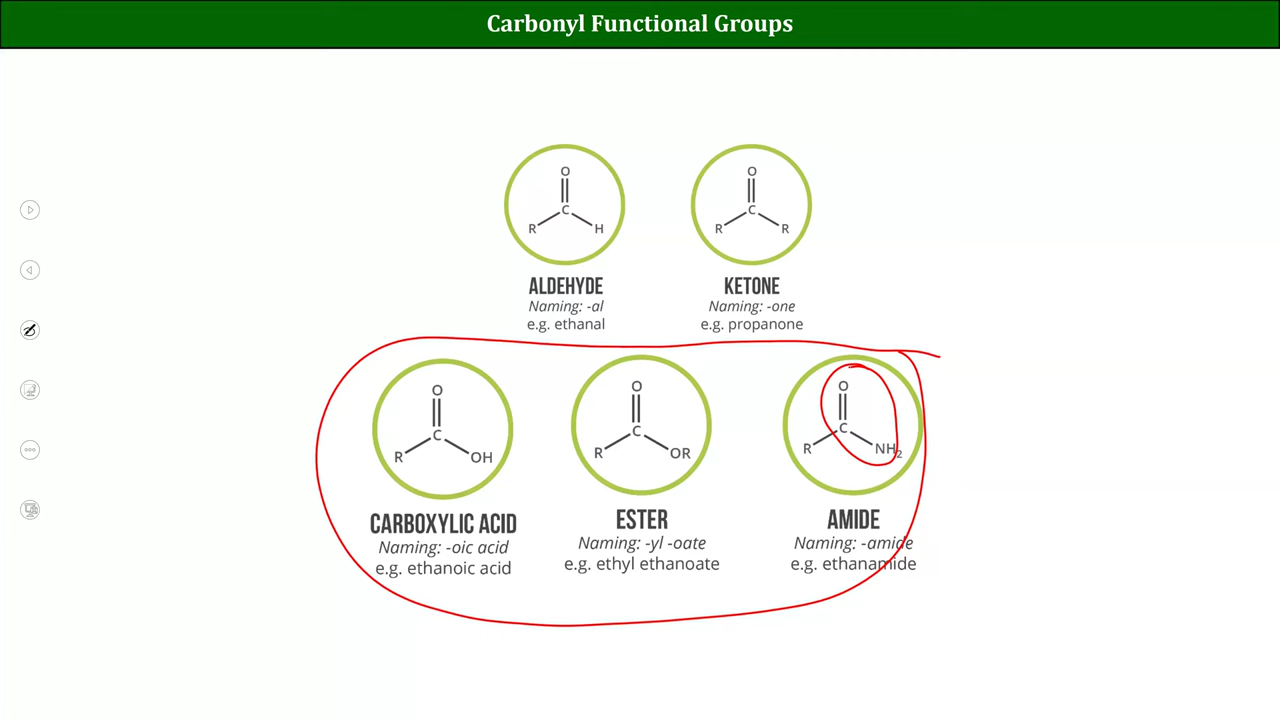 Carbonyl Functional Groups
O
C
R
H
O
C
R
R
ALDEHYDE
Naming: -al
e.g. ethanal
KETONE
Naming: -one
e.g. propanone
O
C
R
OH
O
C
R
OR
O
C
R
NH₂
CARBOXYLIC ACID
Naming: -oic acid
e.g. ethanoic acid
ESTER
Naming: -yl -oate
e.g. ethyl ethanoate
AMIDE
Naming: -amide
e.g. ethanamide